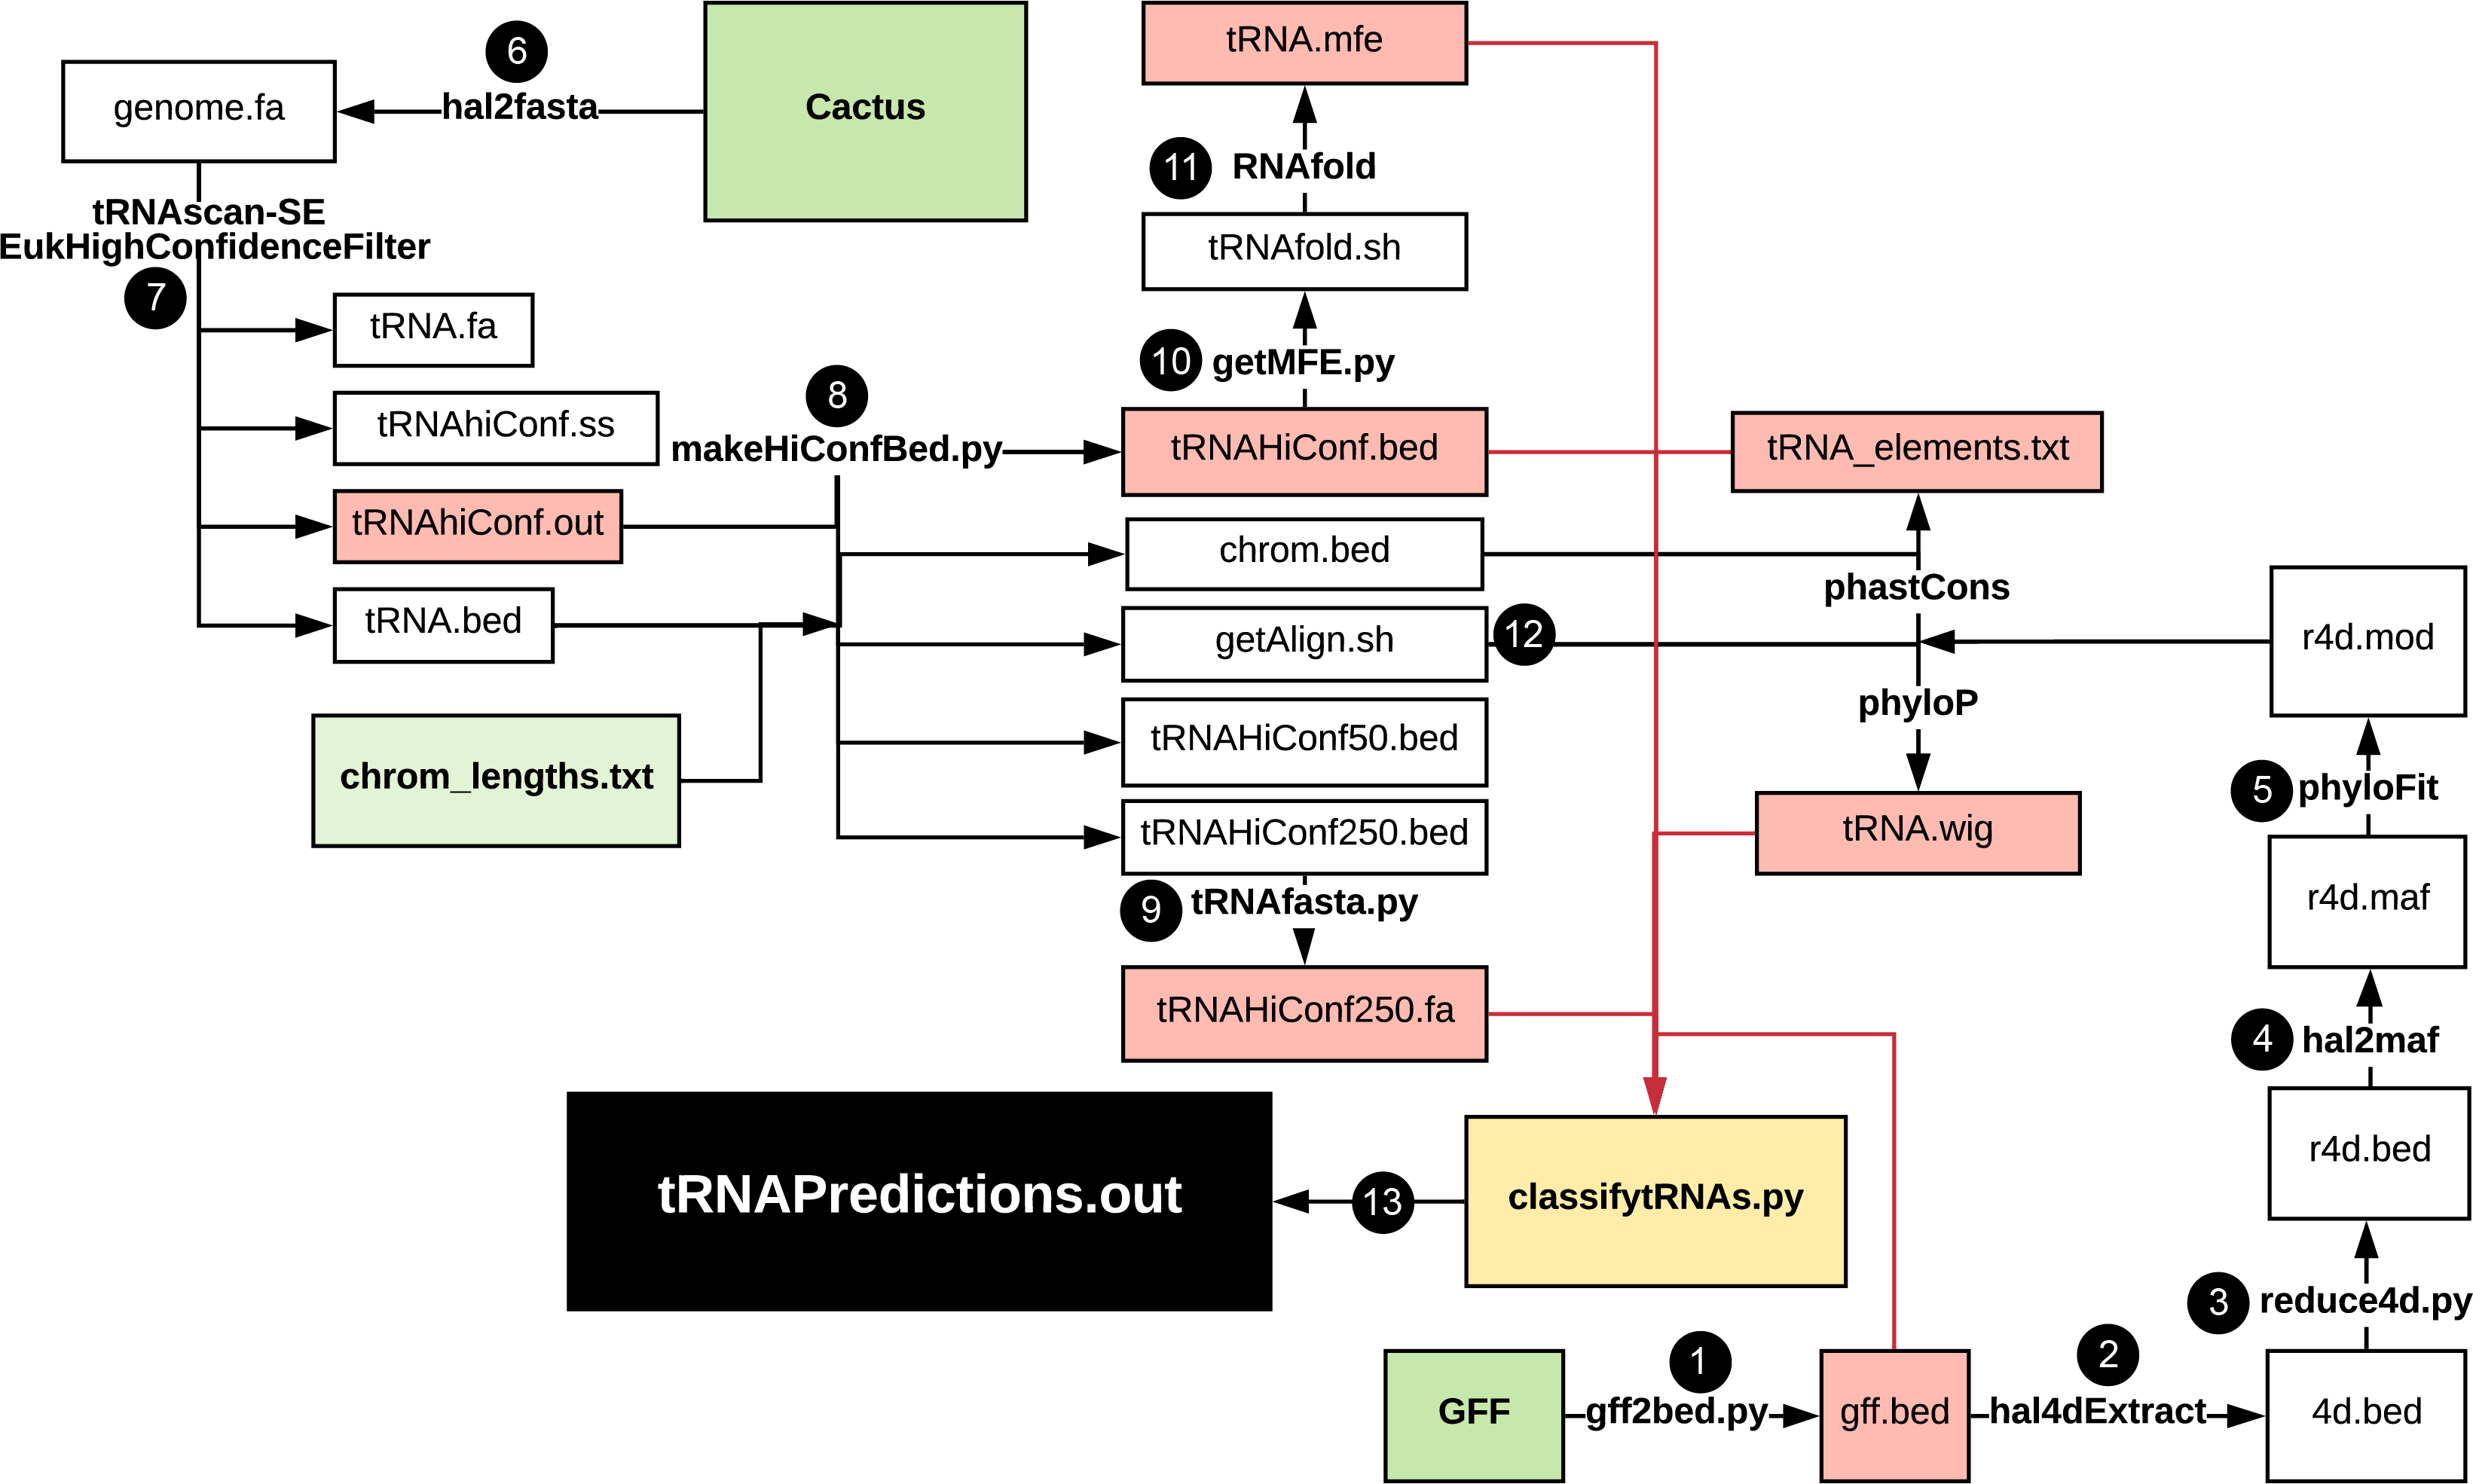 6
hal2fasta
genome.fa
Cactus
tRNA.mfe
11
RNAfold
tRNAscan-SE
EukHighConfidenceFilter
7
tRNAfold.sh
tRNA.fa
10
getMFE.py
8
tRNAhiConf.ss
makeHiConfBed.py
tRNAHiConf.bed
tRNA_elements.txt
tRNAhiConf.out
chrom.bed
phastCons
tRNA.bed
getAlign.sh
12
r4d.mod
phyloP
tRNAHiConf50.bed
chrom_lengths.txt
5
phyloFit
tRNAHiConf250.bed
tRNA.wig
9
tRNAfasta.py
r4d.maf
tRNAHiConf250.fa
4
hal2maf
r4d.bed
tRNAPredictions.out
13
classifytRNAs.py
3
reduce4d.py
1
2
GFF
gff2bed.py
gff.bed
hal4dExtract
4d.bed